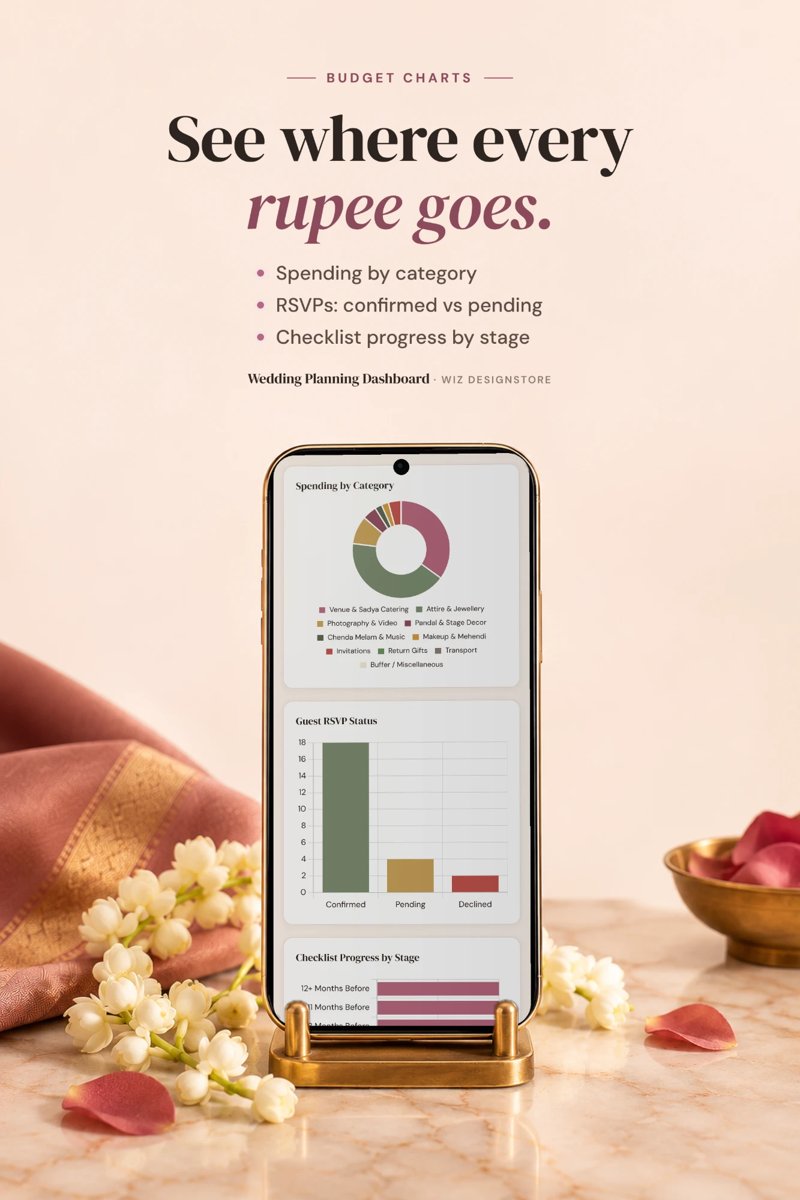 BUDGET CHARTS
See where every
rupee goes.
Spending by category
RSVPs: confirmed vs pending
Checklist progress by stage
Wedding Planning Dashboard · WIZ DESIGNSTORE
Spending by Category
Venue & Sadya Catering Attire & Jewellery
Photography & Video Pandal & Stage Decor
Chenda Melam & Music Makeup & Mehendi
Invitations Return Gifts Transport
Buffer / Miscellaneous
Guest RSVP Status
18
16
14
12
10
8
6
4
2
0
Confirmed Pending Declined
Checklist Progress by Stage
12+ Months Before
Months Before
Months Before